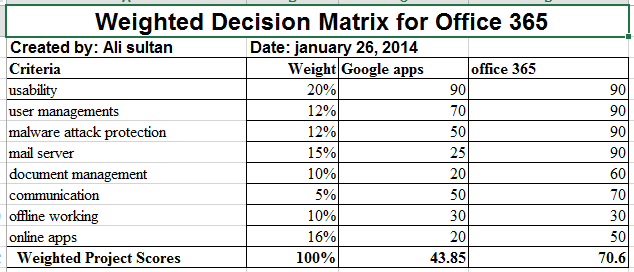 Weighted Decision Matrix for Office 365
Created by: Ali sultan Date: january 26, 2014
Criteria Weight Google apps office 365
usability 20% 90 90
user managements 12% 70 90
malware attack protection 12% 50 90
mail server 15% 25 90
document management 10% 20 60
communication 5% 50 70
offline working 10% 30 30
online apps 16% 20 50
Weighted Project Scores 100% 43.85 70.6